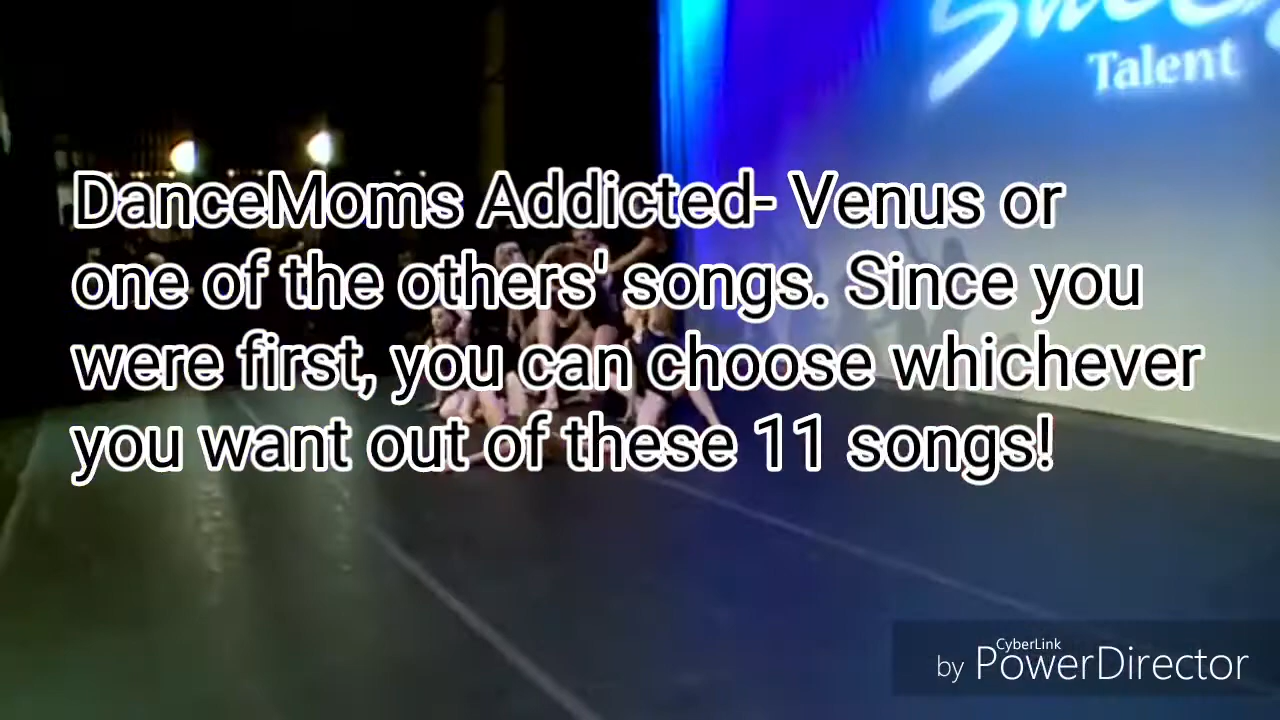 Talent
DanceMoms Addicted- Venus or
one of the others' songs. Since you
were first, you can choose whichever
you want out of these 11 songs!
CyberLink
by PowerDirector